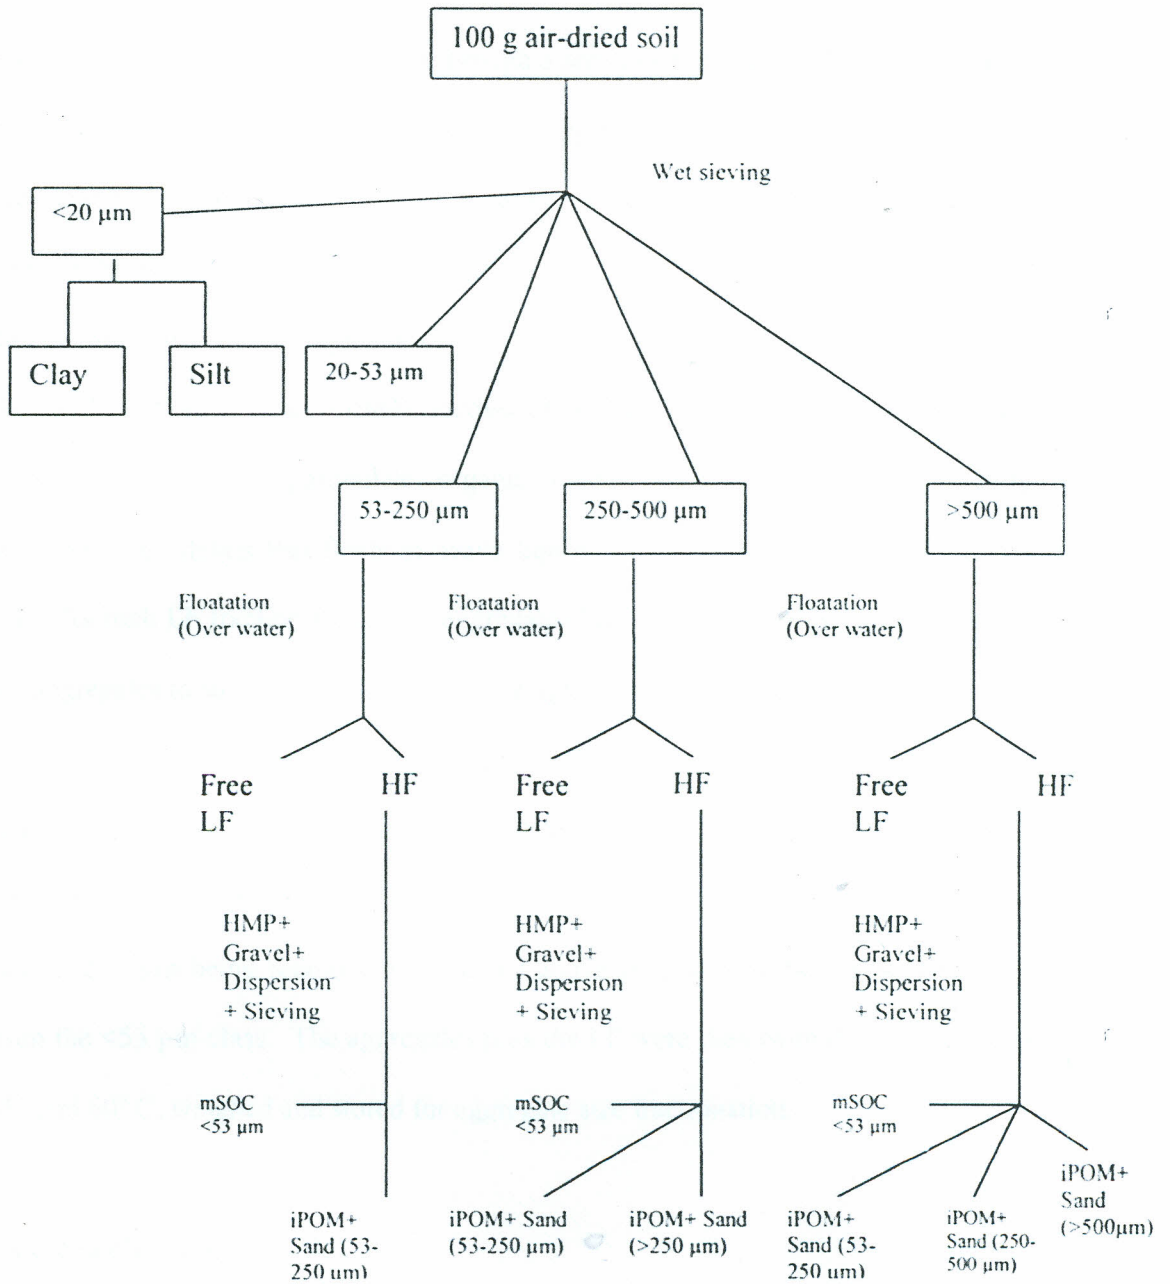 100 g air-dried soil
Wet sieving
<20 µm
Clay
Silt
20-53 µm
53-250 µm
250-500 µm
>500 µm
Floatation
(Over water)
Floatation
(Over water)
Floatation
(Over water)
Free
LF
HF
Free
LF
HF
Free
LF
HF
HMP+
Gravel+
Dispersion
+ Sieving
HMP+
Gravel+
Dispersion
+ Sieving
HMP+
Gravel+
Dispersion
+ Sieving
mSOC
<53 µm
mSOC
<53 µm
mSOC
<53 µm
iPOM+
Sand (53-
250 µm)
iPOM+ Sand
(53-250 µm)
iPOM+ Sand
(>250 µm)
iPOM+
Sand (53-
250 µm)
iPOM+
Sand (250-
500 µm)
iPOM+
Sand
(>500µm)